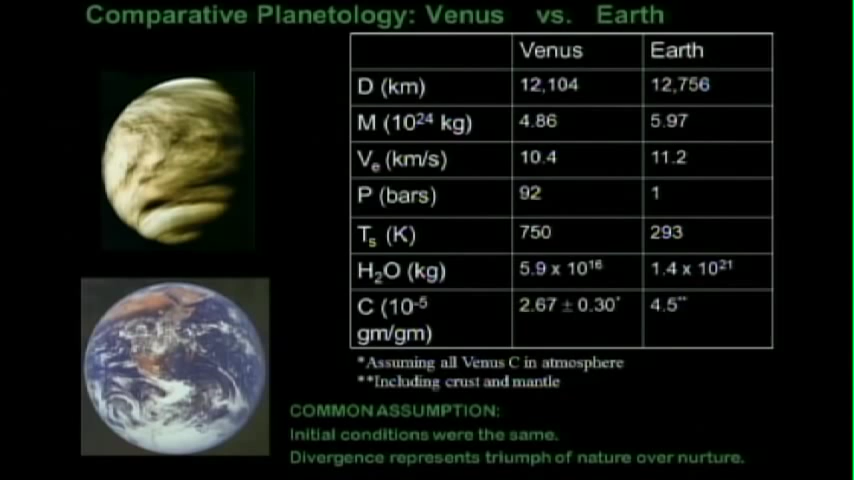 Comparative Planetology: Venus vs. Earth
Venus Earth
D (km) 12,104 12,756
M (10²⁴ kg) 4.86 5.97
Vₑ (km/s) 10.4 11.2
P (bars) 92 1
Tₛ (K) 750 293
H₂O (kg) 5.9 x 10¹⁶ 1.4 x 10²¹
C (10⁻⁵ 2.67 ± 0.30* 4.5**
gm/gm)
*Assuming all Venus C in atmosphere
**Including crust and mantle
COMMON ASSUMPTION:
Initial conditions were the same.
Divergence represents triumph of nature over nurture.